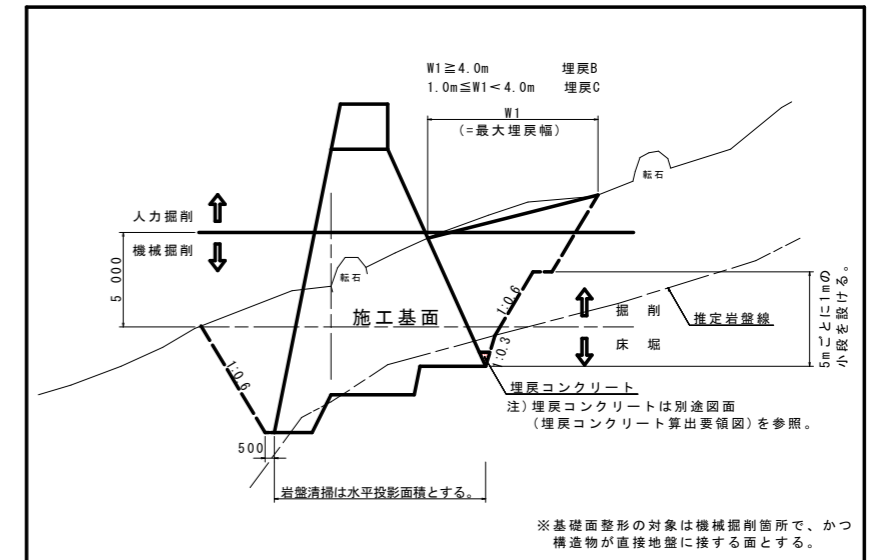 W1≧4.0m 埋戻B
1.0m≦W1<4.0m 埋戻C
W1
(=最大埋戻幅)
転石
人力掘削
機械掘削
5 000
転石
施工基面
1:0.6
1:0.6
掘 削
床 堀
推定岩盤線
5mごとに1mの
小段を設ける。
1:0.3
埋戻コンクリート
注)埋戻コンクリートは別途図面
(埋戻コンクリート算出要領図)を参照。
500
岩盤清掃は水平投影面積とする。
※基礎面整形の対象は機械掘削箇所で、かつ
構造物が直接地盤に接する面とする。